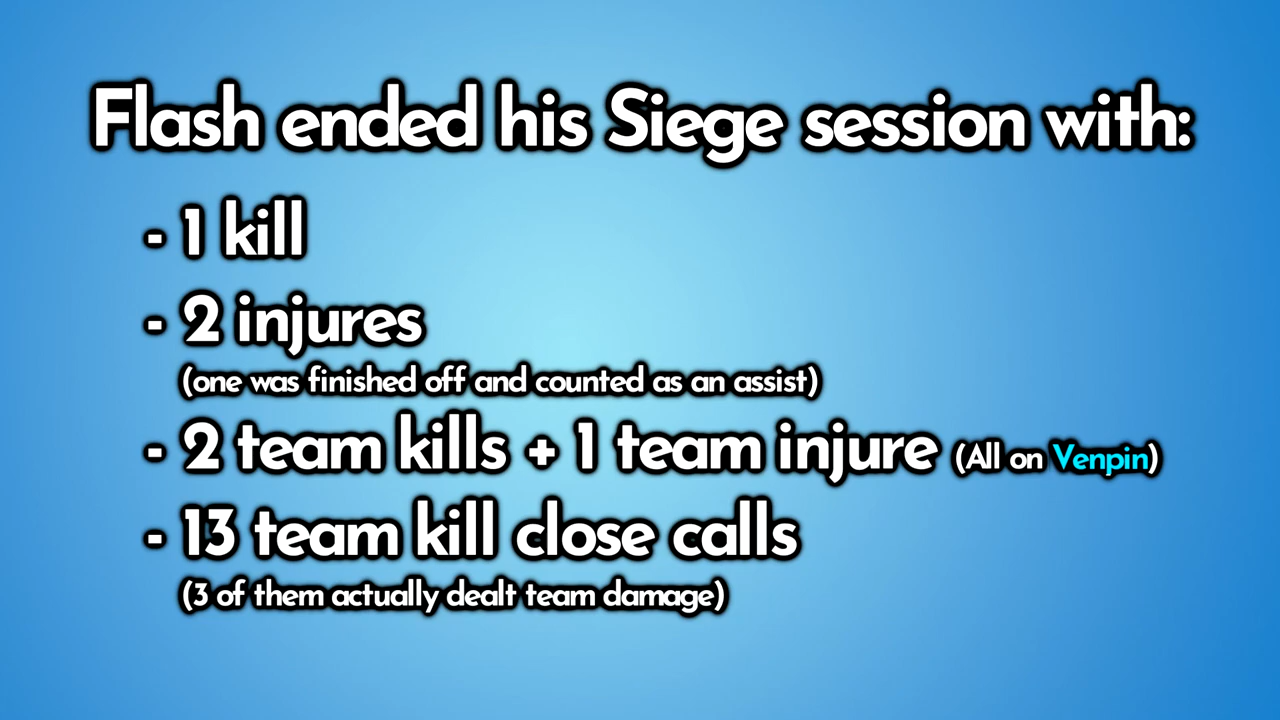 Flash ended his Siege session with:
- 1 kill
- 2 injures
(one was finished off and counted as an assist)
- 2 team kills + 1 team injure (All on Venpin)
- 13 team kill close calls
(3 of them actually dealt team damage)